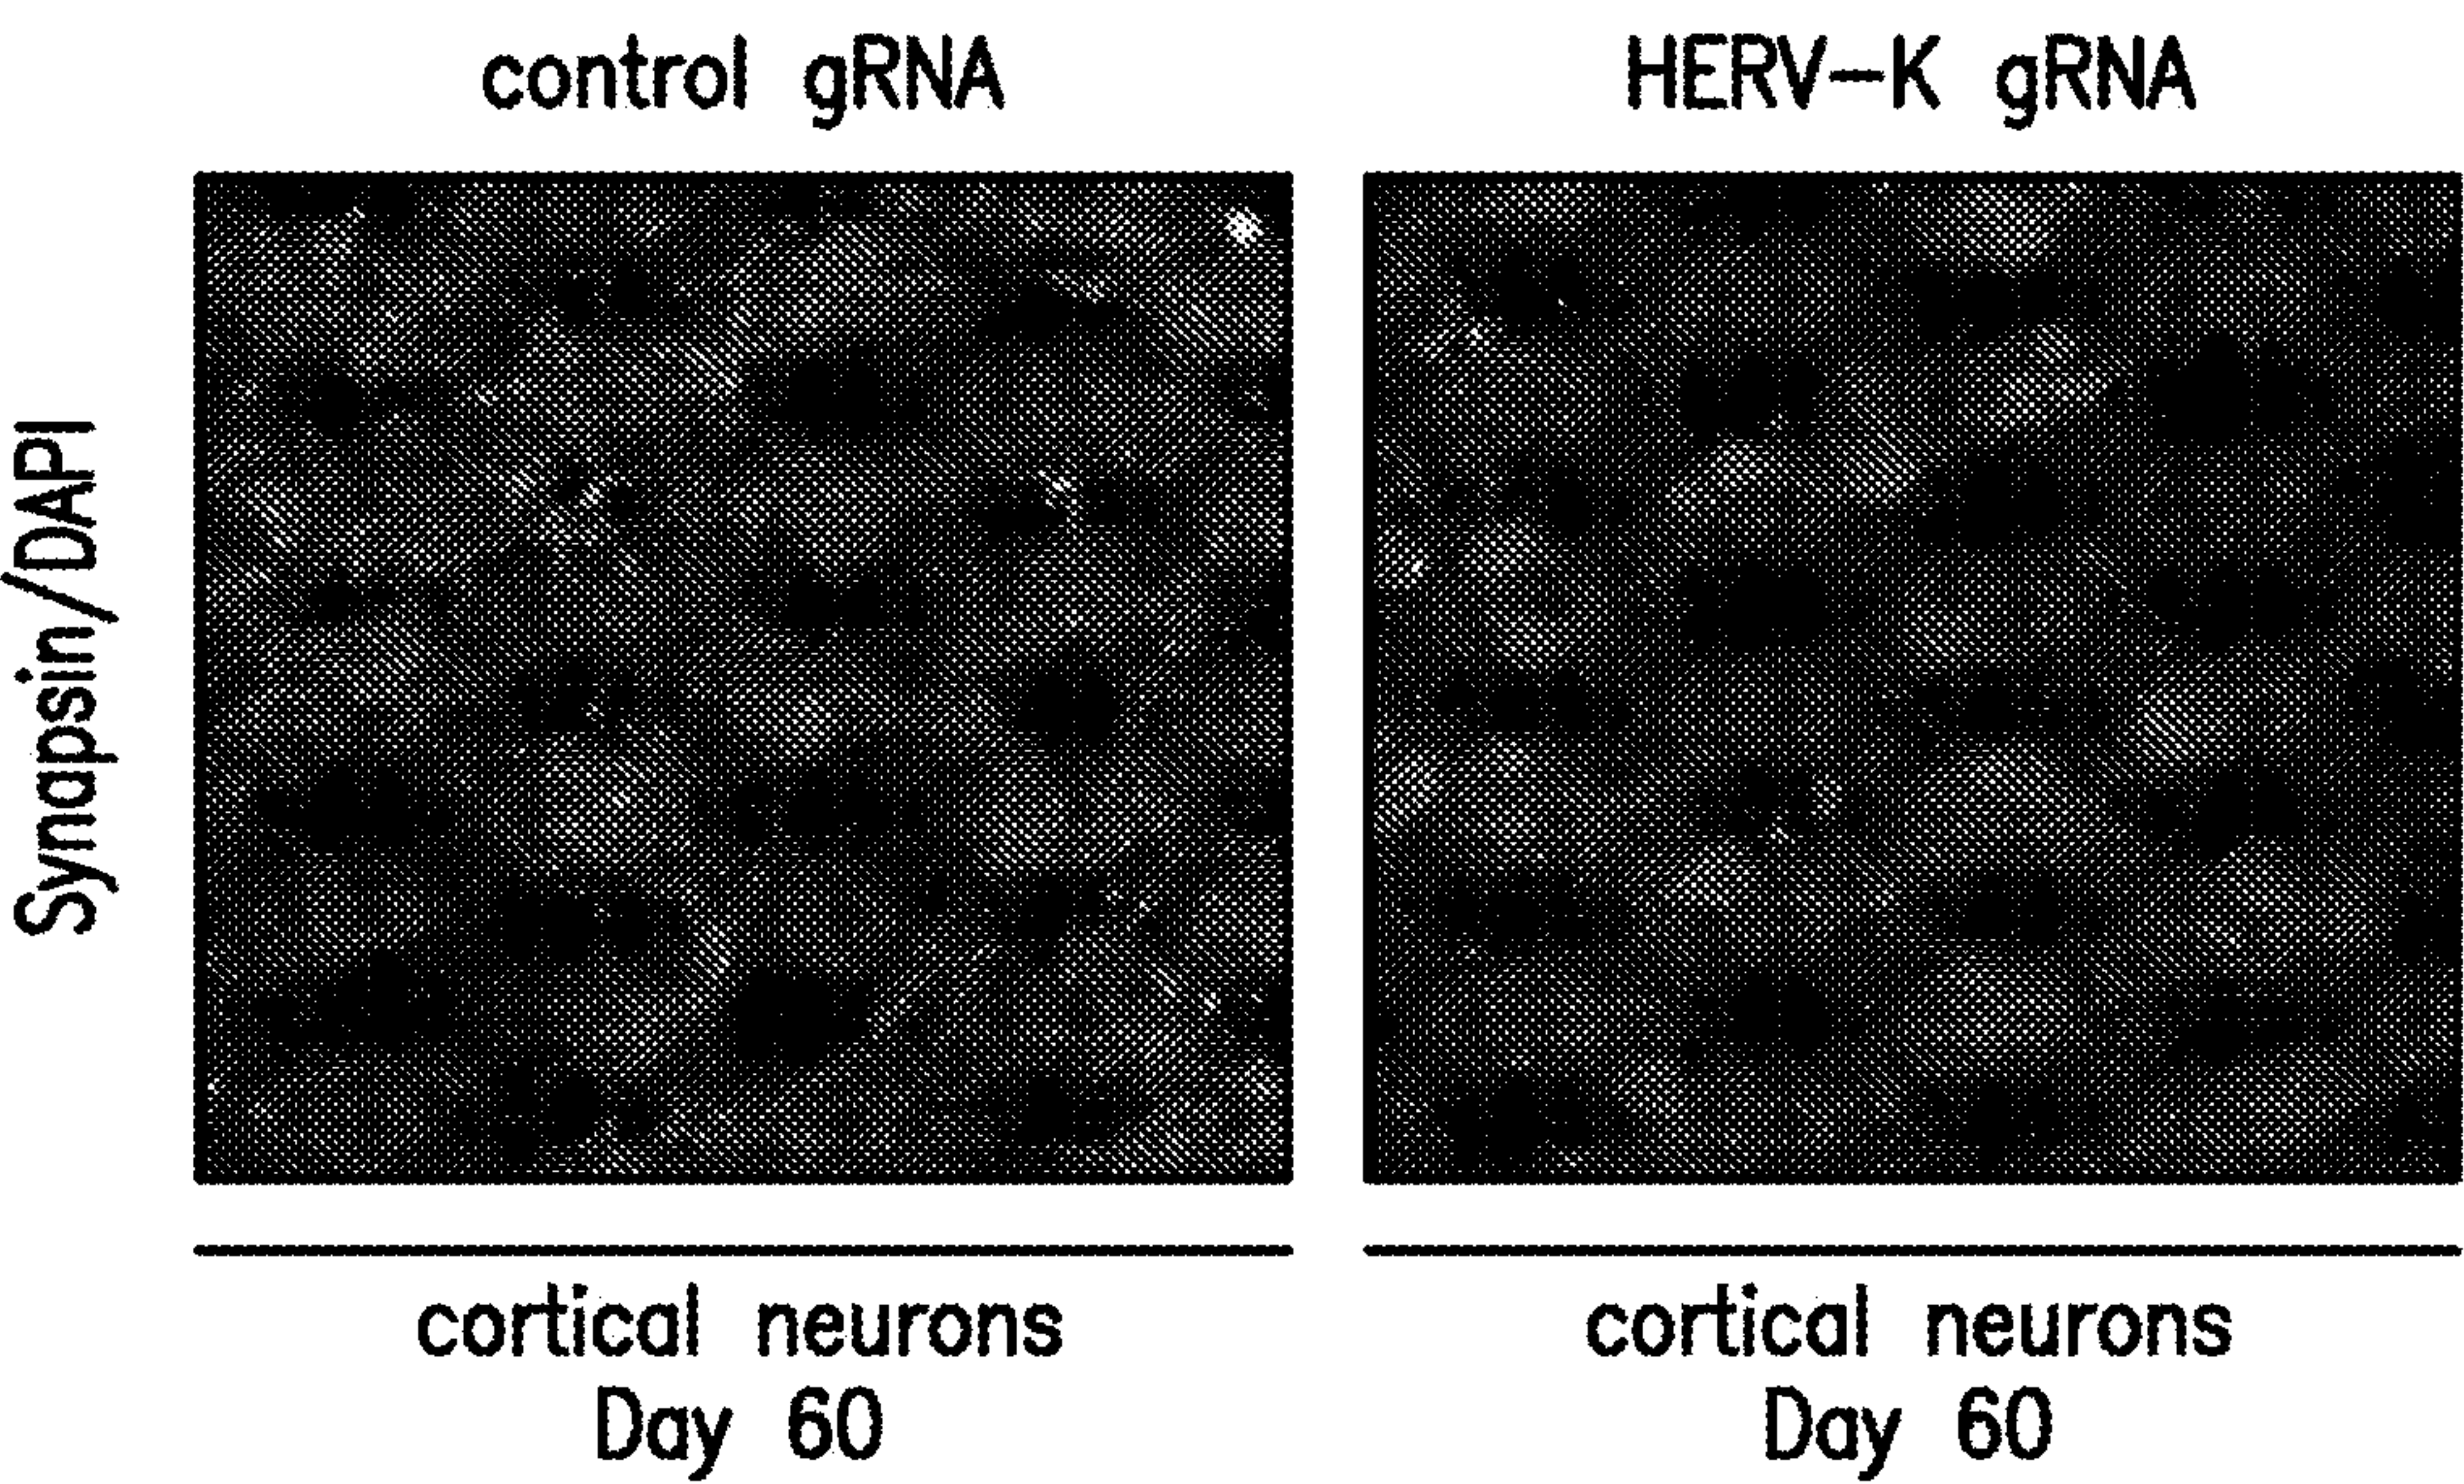 control gRNA
HERV-K gRNA
Synapsin/DAPI
cortical neurons
Day 60
cortical neurons
Day 60